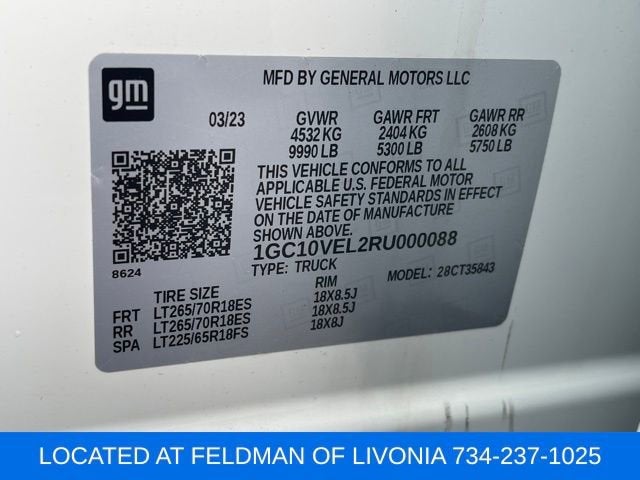 gm
MFD BY GENERAL MOTORS LLC
03/23 GVWR GAWR FRT GAWR RR
4532 KG 2404 KG 2608 KG
9990 LB 5300 LB 5750 LB
THIS VEHICLE CONFORMS TO ALL
APPLICABLE U.S. FEDERAL MOTOR
VEHICLE SAFETY STANDARDS IN EFFECT
ON THE DATE OF MANUFACTURE
SHOWN ABOVE.
1GC10VEL2RU000088
8624
TYPE: TRUCK MODEL: 28CT35843
TIRE SIZE RIM
FRT LT265/70R18ES 18X8.5J
RR LT265/70R18ES 18X8.5J
SPA LT225/65R18FS 18X8J
LOCATED AT FELDMAN OF LIVONIA 734-237-1025